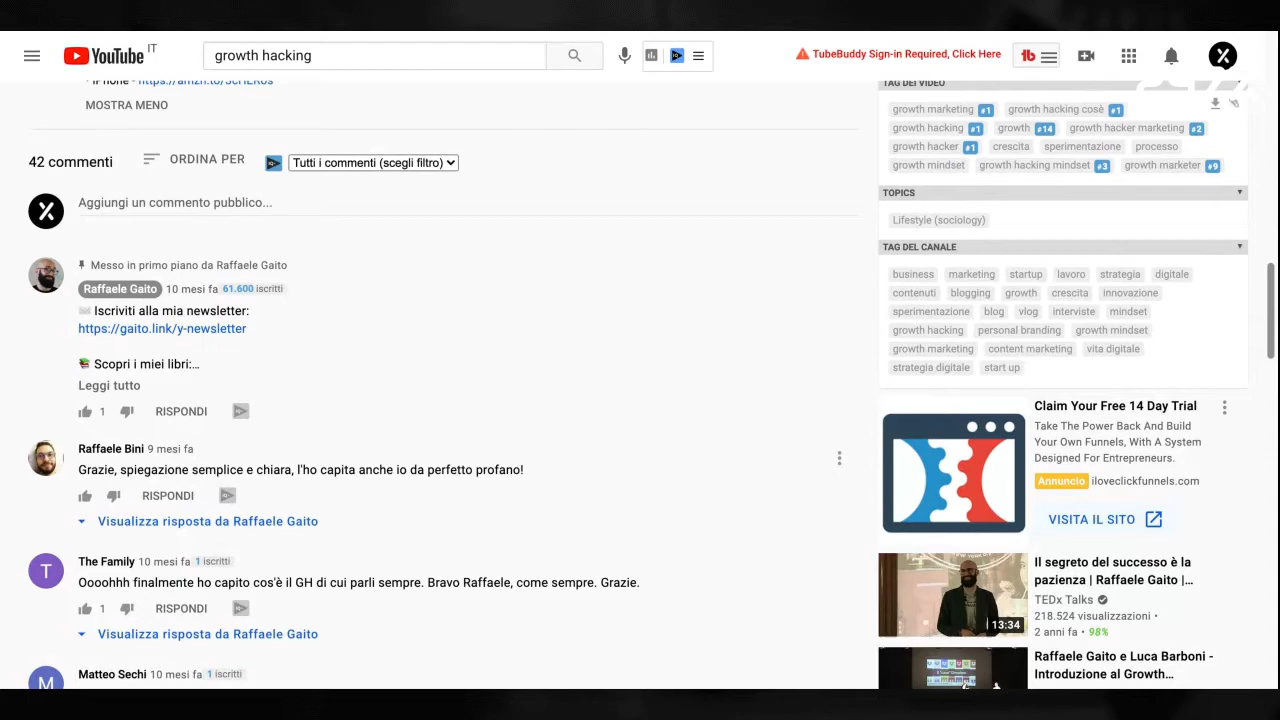 YouTube IT
growth hacking
TubeBuddy Sign-in Required, Click Here
MOSTRA MENO
42 commenti
ORDINA PER
Tutti i commenti (scegli filtro)
Aggiungi un commento pubblico...
Messo in primo piano da Raffaele Gaito
Raffaele Gaito 10 mesi fa 61.600 iscritti
Iscriviti alla mia newsletter:
https://gaito.link/y-newsletter
Scopri i miei libri:...
Leggi tutto
1 RISPONDI
Raffaele Bini 9 mesi fa
Grazie, spiegazione semplice e chiara, l'ho capita anche io da perfetto profano!
RISPONDI
Visualizza risposta da Raffaele Gaito
T
The Family 10 mesi fa 1 iscritti
Ooohhh finalmente ho capito cos'è il GH di cui parli sempre. Bravo Raffaele, come sempre. Grazie.
1 RISPONDI
Visualizza risposta da Raffaele Gaito
M
Matteo Sechi 10 mesi fa 1 iscritti
TAG DEI VIDEO
growth marketing #1 growth hacking cosè #1
growth hacking #1 growth #14 growth hacker marketing #2
growth hacker #1 crescita sperimentazione processo
growth mindset growth hacking mindset #3 growth marketer #9
TOPICS
Lifestyle (sociology)
TAG DEL CANALE
business marketing startup lavoro strategia digitale
contenuti blogging growth crescita innovazione
sperimentazione blog vlog interviste mindset
growth hacking personal branding growth mindset
growth marketing content marketing vita digitale
strategia digitale start up
Claim Your Free 14 Day Trial
Take The Power Back And Build
Your Own Funnels, With A System
Designed For Entrepreneurs.
Annuncio iloveclickfunnels.com
VISITA IL SITO
13:34
Il segreto del successo è la
pazienza | Raffaele Gaito |...
TEDx Talks
218.524 visualizzazioni •
2 anni fa • 98%
Raffaele Gaito e Luca Barboni -
Introduzione al Growth...